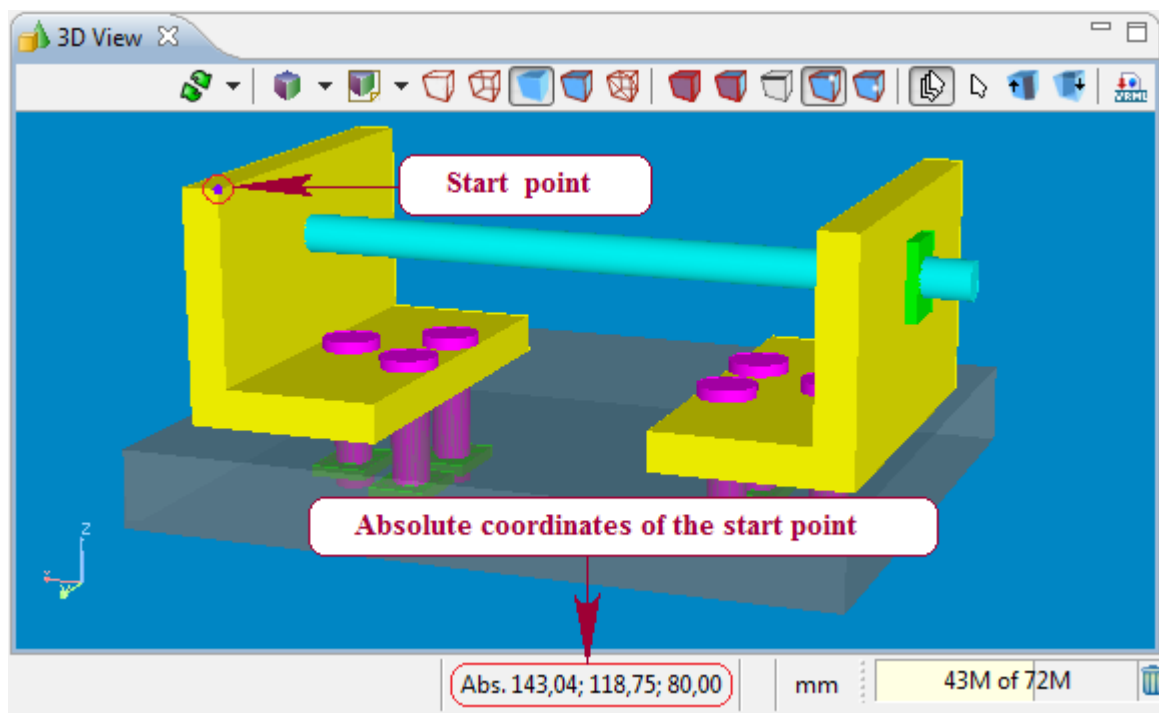 3D View
VRML
Start point
Absolute coordinates of the start point
Z
Abs. 143,04; 118,75; 80,00
mm
43M of 72M